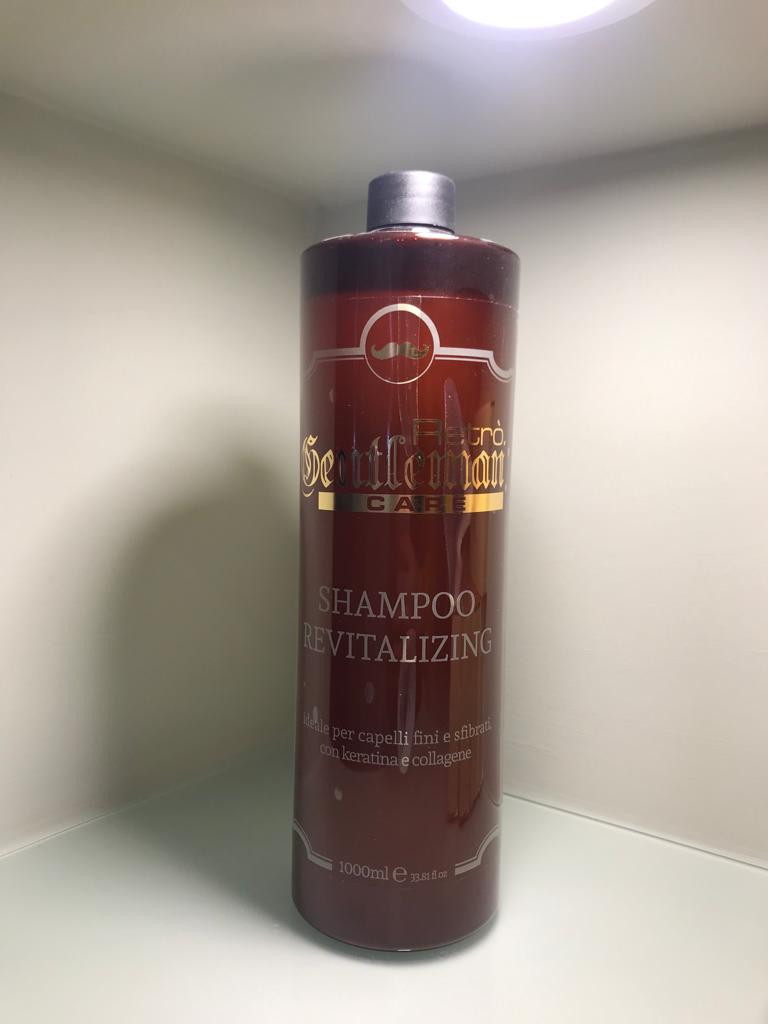 Retrò.
Gentleman
CARE
SHAMPOO
REVITALIZING
ideale per capelli fini e sfibrati,
con keratina e collagene
1000ml ℮ 33.81 fl oz